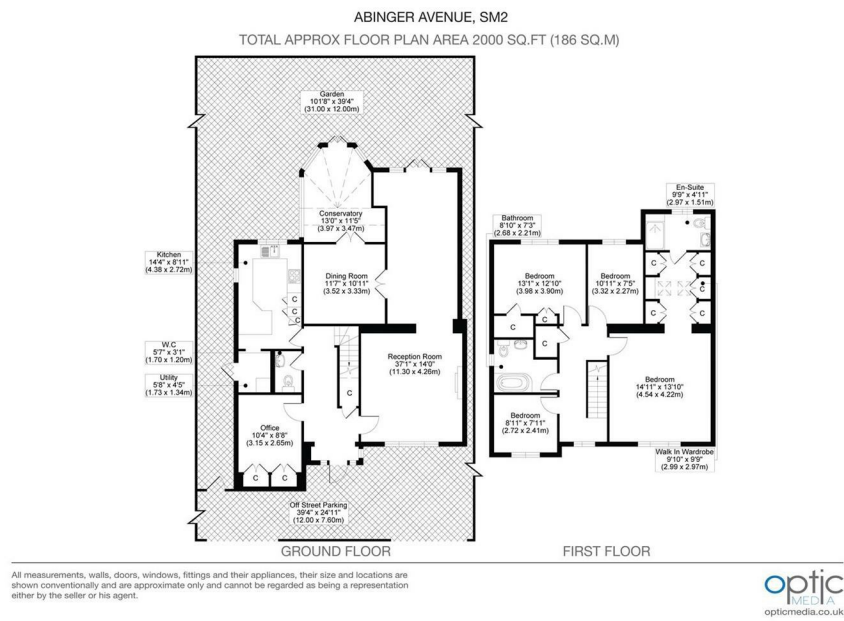 ABINGER AVENUE, SM2
TOTAL APPROX FLOOR PLAN AREA 2000 SQ.FT (186 SQ.M)
Garden
101'8" x 39'4"
(31.00 x 12.00m)
Conservatory
13'0" x 11'5"
(3.97 x 3.47m)
Kitchen
14'4" x 8'11"
(4.38 x 2.72m)
Dining Room
11'7" x 10'11"
(3.52 x 3.33m)
C
C
C
W.C
5'7" x 3'1"
(1.70 x 1.20m)
Reception Room
37'1" x 14'0"
(11.30 x 4.26m)
Utility
5'8" x 4'5"
(1.73 x 1.34m)
C
Office
10'4" x 8'8"
(3.15 x 2.65m)
C
C
Off Street Parking
39'4" x 24'11"
(12.00 x 7.60m)
GROUND FLOOR
En-Suite
9'9" x 4'11"
(2.97 x 1.51m)
Bathroom
8'10" x 7'3"
(2.68 x 2.21m)
C
C
C
C
C
Bedroom
13'1" x 12'10"
(3.98 x 3.90m)
Bedroom
10'11" x 7'5"
(3.32 x 2.27m)
C
C
C
Bedroom
14'11" x 13'10"
(4.54 x 4.22m)
Bedroom
8'11" x 7'11"
(2.72 x 2.41m)
Walk In Wardrobe
9'10" x 9'9"
(2.99 x 2.97m)
FIRST FLOOR
All measurements, walls, doors, windows, fittings and their appliances, their size and locations are
shown conventionally and are approximate only and cannot be regarded as being a representation
either by the seller or his agent.
optic
MEDIA
opticmedia.co.uk